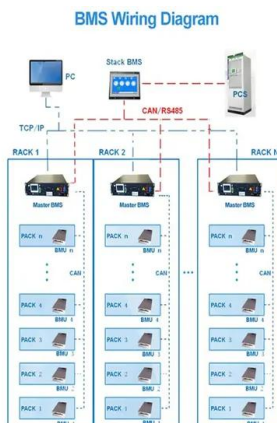 BMS Wiring Diagram
PC
Stack BMS
PCS
CAN/RS485
TCP/IP
RACK 1
RACK 2
RACK N
Master BMS
Master BMS
Master BMS
PACK n
BMU n
PACK n
BMU n
PACK n
BMU n
CAN
CAN
CAN
PACK 4
BMU 4
PACK 4
BMU 4
PACK 4
BMU 4
PACK 3
BMU 3
PACK 3
BMU 3
PACK 3
BMU 3
PACK 2
BMU 2
PACK 2
BMU 2
PACK 2
BMU 2
PACK 1
PACK 1
PACK 1